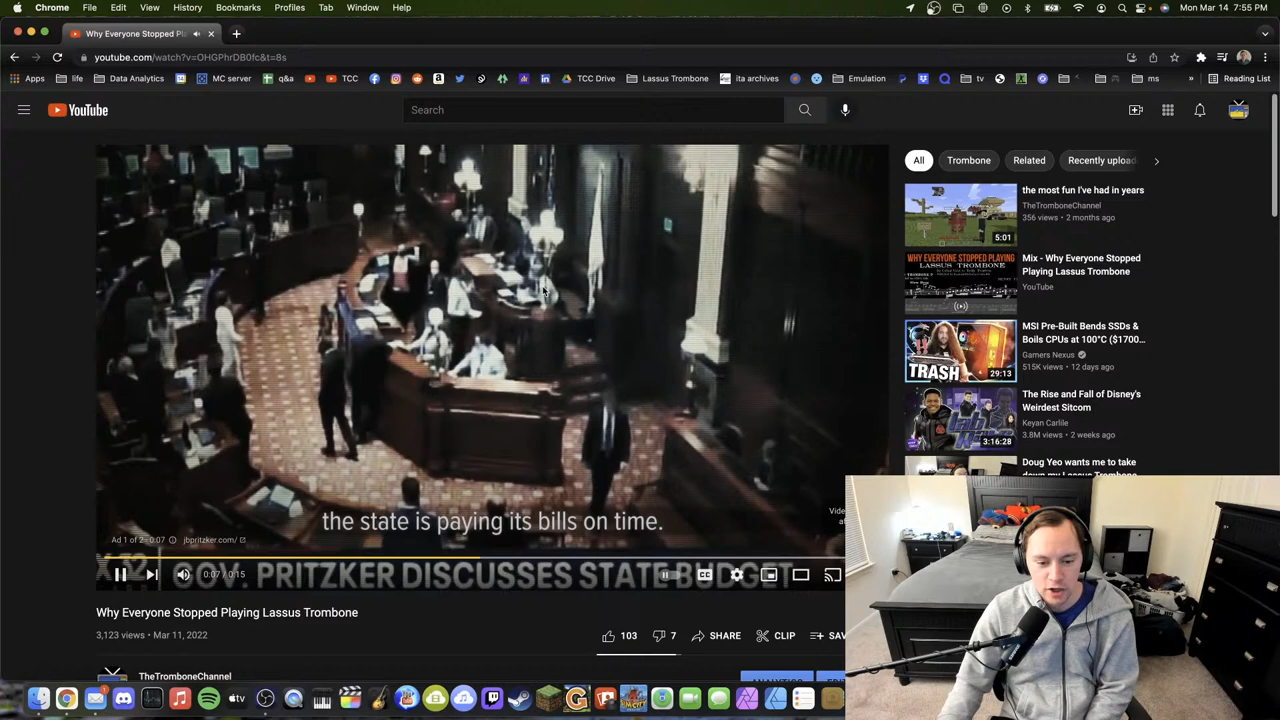 Chrome File Edit View History Bookmarks Profiles Tab Window Help Mon Mar 14 7:55 PM
Why Everyone Stopped Pl
youtube.com/watch?v=OHGPhrDB0fc&t=8s
Apps life Data Analytics MC server q&a TCC TCC Drive Lassus Trombone ita archives Emulation tv ms » Reading List
YouTube
Search
All Trombone Related Recently upload
the most fun I've had in years
TheTromboneChannel
356 views • 2 months ago
5:01
WHY EVERYONE STOPPED PLAYING
LASSUS TROMBONE
Mix - Why Everyone Stopped
Playing Lassus Trombone
YouTube
MSI Pre-Built Bends SSDs &
Boils CPUs at 100°C ($1700...
Gamers Nexus
515K views • 12 days ago
TRASH
29:13
The Rise and Fall of Disney's
Weirdest Sitcom
Keyan Carlile
3.8M views • 2 weeks ago
3:16:28
Doug Yeo wants me to take
down my Lassus Trombone
the state is paying its bills on time.
Ad 1 of 2 • 0:07 jbpritzker.com/
0:07 / 0:15
GOV. PRITZKER DISCUSSES STATE BUDGET
Why Everyone Stopped Playing Lassus Trombone
3,123 views • Mar 11, 2022
103 7 SHARE CLIP SAV
TheTromboneChannel
ANALYTICS